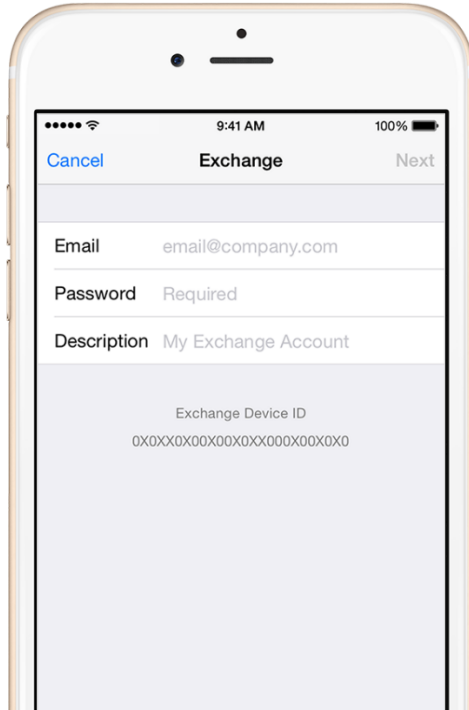 9:41 AM 100%
Cancel Exchange Next
Email email@company.com
Password Required
Description My Exchange Account
Exchange Device ID
0X0XX0X00X00X0XX000X00X0X0